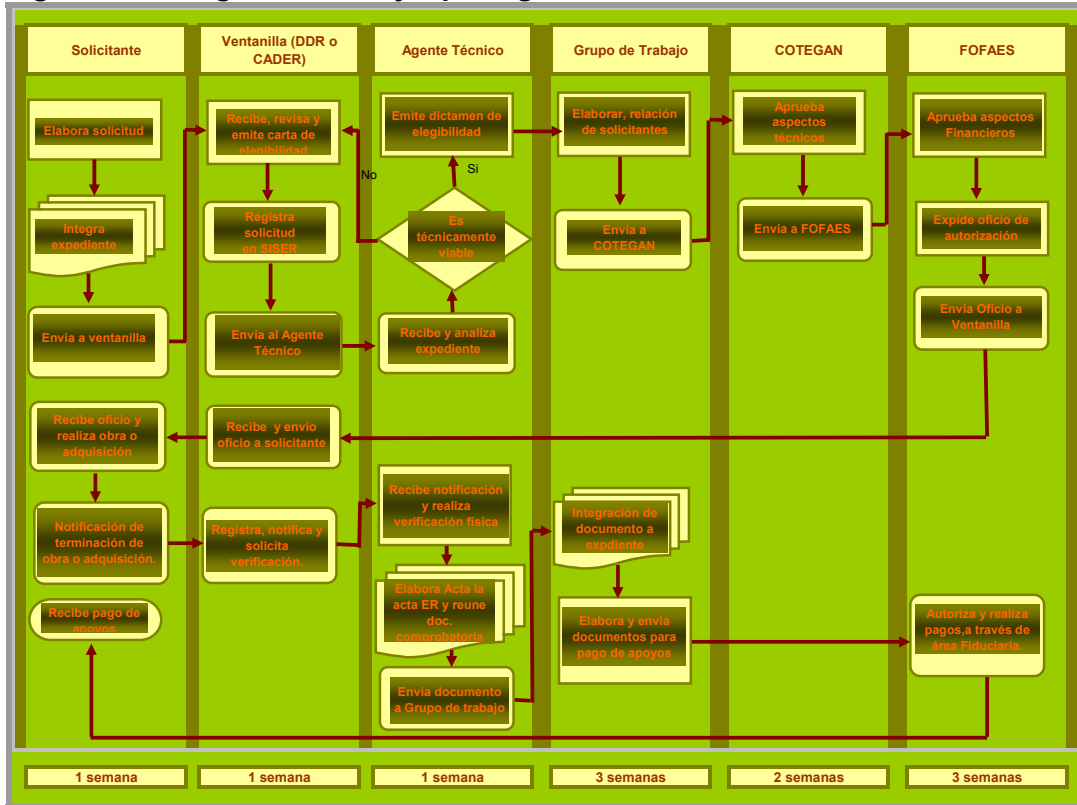 Solicitante
Ventanilla (DDR o
CADER)
Agente Técnico
Grupo de Trabajo
COTEGAN
FOFAES
Elabora solicitud
Integra
expediente
Envia a ventanilla
Recibe, revisa y
emite carta de
elegibilidad
Registra
solicitud
en SISER
Envia al Agente
Técnico
Emite dictamen de
elegibilidad
No
Si
Es
técnicamente
viable
Recibe y analiza
expediente
Elaborar, relación
de solicitantes
Envia a
COTEGAN
Aprueba
aspectos
técnicos
Envia a FOFAES
Aprueba aspectos
Financieros
Expide oficio de
autorización
Envia Oficio a
Ventanilla
Recibe oficio y
realiza obra o
adquisición
Recibe y envío
oficio a solicitante
Notificación de
terminación de
obra o adquisición.
Registra, notifica y
solicita
verificación.
Recibe notificación
y realiza
verificación física
Elabora Acta la
acta ER y reune
doc.
comprobatoria
Envia documento
a Grupo de trabajo
Integración de
documento a
expdiente
Elabora y envia
documentos para
pago de apoyos
Autoriza y realiza
pagos,a través de
área Fiduciaria.
Recibe pago de
apoyos
1 semana
1 semana
1 semana
3 semanas
2 semanas
3 semanas